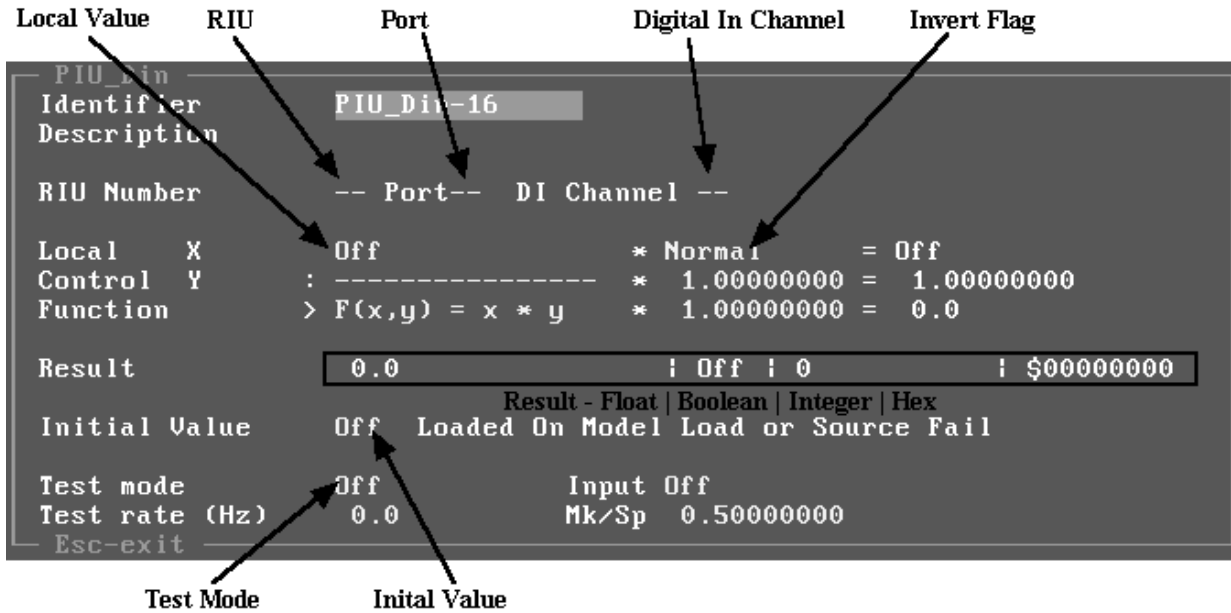 Local Value RIU Port Digital In Channel Invert Flag
PIU_Din
Identifier PIU_Din-16
Description
RIU Number -- Port-- DI Channel --
Local X Off * Normal = Off
Control Y : ---------------- * 1.00000000 = 1.00000000
Function > F(x,y) = x * y * 1.00000000 = 0.0
Result 0.0 ¦ Off ¦ 0 ¦ $00000000
Result - Float | Boolean | Integer | Hex
Initial Value Off Loaded On Model Load or Source Fail
Test mode Off Input Off
Test rate (Hz) 0.0 Mk/Sp 0.50000000
Esc-exit
Test Mode Inital Value